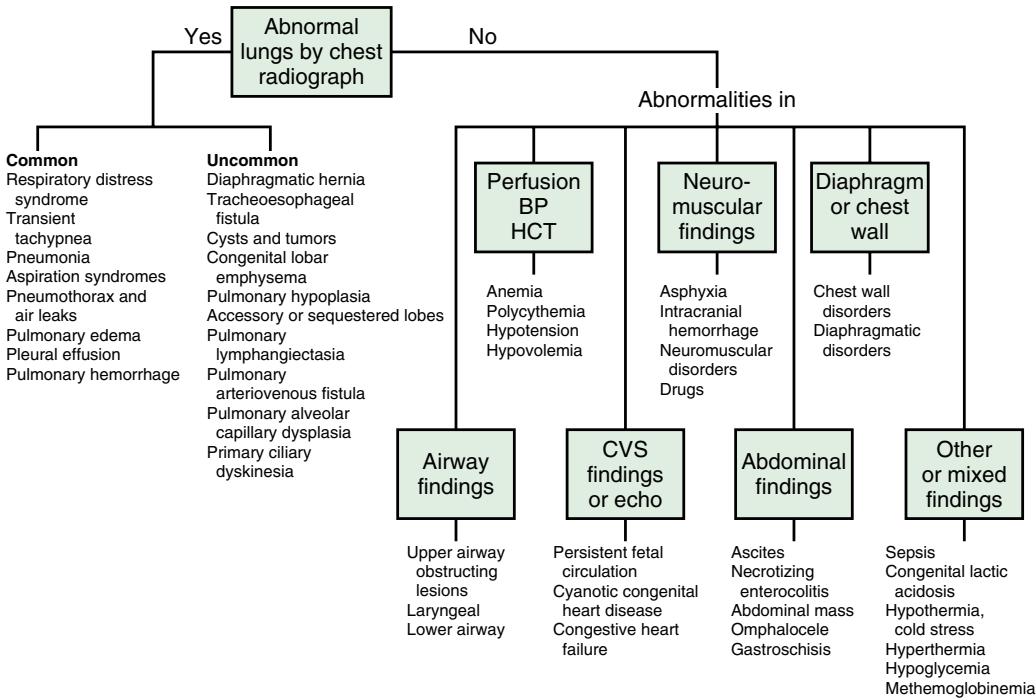 Abnormal
lungs by chest
radiograph
Yes
No
Abnormalities in
Common
Respiratory distress
syndrome
Transient
tachypnea
Pneumonia
Aspiration syndromes
Pneumothorax and
air leaks
Pulmonary edema
Pleural effusion
Pulmonary hemorrhage
Uncommon
Diaphragmatic hernia
Tracheoesophageal
fistula
Cysts and tumors
Congenital lobar
emphysema
Pulmonary hypoplasia
Accessory or sequestered lobes
Pulmonary
lymphangiectasia
Pulmonary
arteriovenous fistula
Pulmonary alveolar
capillary dysplasia
Primary ciliary
dyskinesia
Perfusion
BP
HCT
Anemia
Polycythemia
Hypotension
Hypovolemia
Neuro-
muscular
findings
Asphyxia
Intracranial
hemorrhage
Neuromuscular
disorders
Drugs
Diaphragm
or chest
wall
Chest wall
disorders
Diaphragmatic
disorders
Airway
findings
Upper airway
obstructing
lesions
Laryngeal
Lower airway
CVS
findings
or echo
Persistent fetal
circulation
Cyanotic congenital
heart disease
Congestive heart
failure
Abdominal
findings
Ascites
Necrotizing
enterocolitis
Abdominal mass
Omphalocele
Gastroschisis
Other
or mixed
findings
Sepsis
Congenital lactic
acidosis
Hypothermia,
cold stress
Hyperthermia
Hypoglycemia
Methemoglobinemia